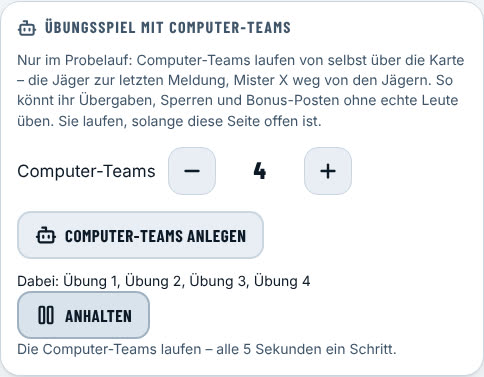 ÜBUNGSSPIEL MIT COMPUTER-TEAMS
Nur im Probelauf: Computer-Teams laufen von selbst über die Karte
– die Jäger zur letzten Meldung, Mister X weg von den Jägern. So
könnt ihr Übergaben, Sperren und Bonus-Posten ohne echte Leute
üben. Sie laufen, solange diese Seite offen ist.
Computer-Teams − 4 +
COMPUTER-TEAMS ANLEGEN
Dabei: Übung 1, Übung 2, Übung 3, Übung 4
ANHALTEN
Die Computer-Teams laufen – alle 5 Sekunden ein Schritt.